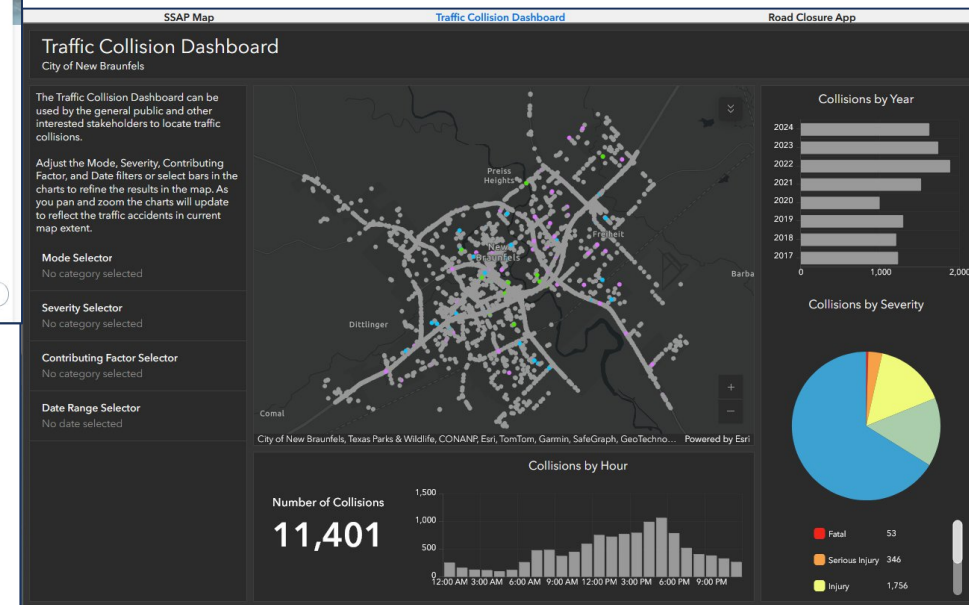 SSAP Map
Traffic Collision Dashboard
Road Closure App
Traffic Collision Dashboard
City of New Braunfels
The Traffic Collision Dashboard can be
used by the general public and other
interested stakeholders to locate traffic
collisions.
Adjust the Mode, Severity, Contributing
Factor, and Date filters or select bars in the
charts to refine the results in the map. As
you pan and zoom the charts will update
to reflect the traffic accidents in current
map extent.
Mode Selector
No category selected
Severity Selector
No category selected
Contributing Factor Selector
No category selected
Date Range Selector
No date selected
Preiss
Heights
New
Braunfels
Freiheit
Barba
Dittlinger
Comal
+
−
City of New Braunfels, Texas Parks & Wildlife, CONANP, Esri, TomTom, Garmin, SafeGraph, GeoTechno... Powered by Esri
Number of Collisions
11,401
Collisions by Hour
1,500
1,000
500
0
12:00 AM 3:00 AM 6:00 AM 9:00 AM 12:00 PM 3:00 PM 6:00 PM 9:00 PM
Collisions by Year
2024
2023
2022
2021
2020
2019
2018
2017
0 1,000 2,000
Collisions by Severity
Fatal 53
Serious Injury 346
Injury 1,756